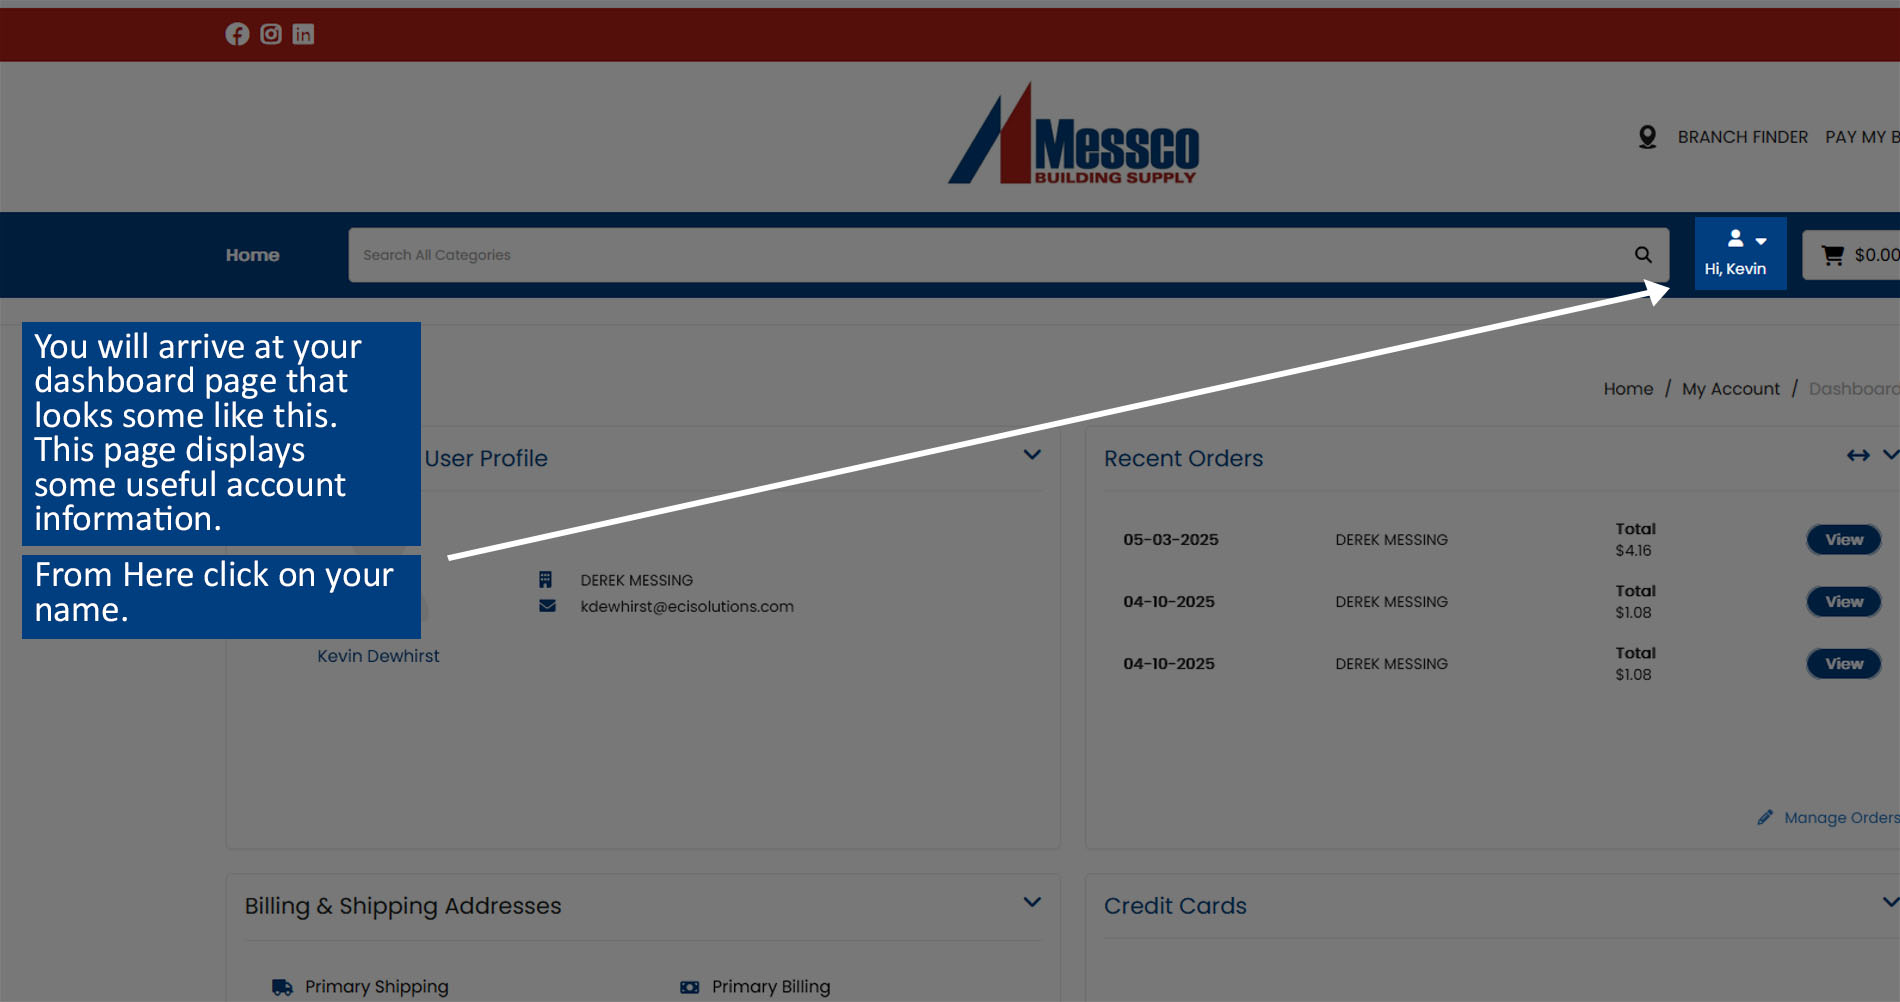 Messco
BUILDING SUPPLY
BRANCH FINDER PAY MY B
Home
Search All Categories
Hi, Kevin
$0.00
You will arrive at your
dashboard page that
looks some like this.
This page displays
some useful account
information.
From Here click on your
name.
Home / My Account / Dashboard
User Profile
DEREK MESSING
kdewhirst@ecisolutions.com
Kevin Dewhirst
Recent Orders
05-03-2025 DEREK MESSING Total $4.16 View
04-10-2025 DEREK MESSING Total $1.08 View
04-10-2025 DEREK MESSING Total $1.08 View
Manage Orders
Billing & Shipping Addresses
Primary Shipping Primary Billing
Credit Cards